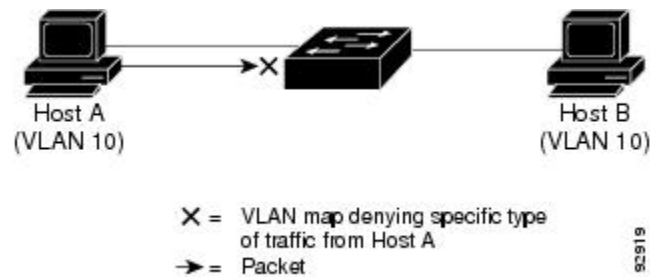 Host A
(VLAN 10)
Host B
(VLAN 10)
X = VLAN map denying specific type
of traffic from Host A
→ = Packet
92919